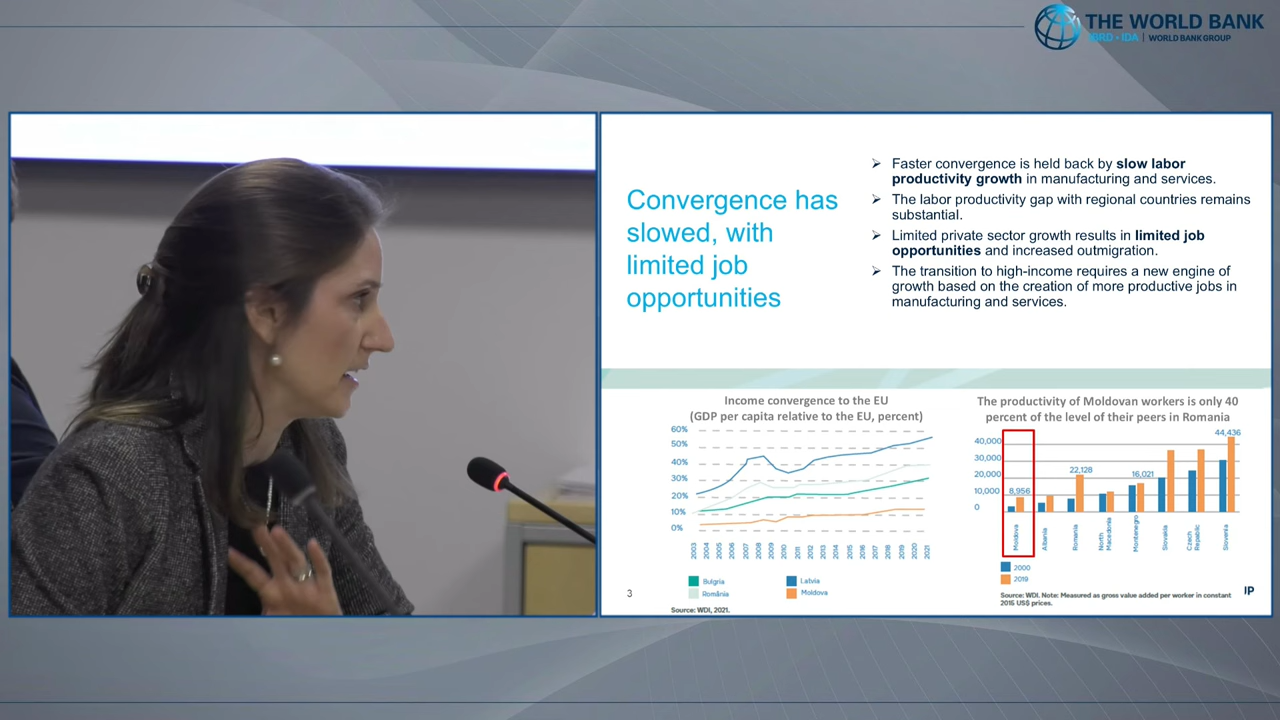 THE WORLD BANK
IBRD • IDA | WORLD BANK GROUP
Convergence has
slowed, with
limited job
opportunities
Faster convergence is held back by slow labor
productivity growth in manufacturing and services.
The labor productivity gap with regional countries remains
substantial.
Limited private sector growth results in limited job
opportunities and increased outmigration.
The transition to high-income requires a new engine of
growth based on the creation of more productive jobs in
manufacturing and services.
Income convergence to the EU
(GDP per capita relative to the EU, percent)
60%
50%
40%
30%
20%
10%
0%
2003 2004 2005 2006 2007 2008 2009 2010 2011 2012 2013 2014 2015 2016 2017 2018 2019 2020 2021
Bulgria
Latvia
România
Moldova
Source: WDI, 2021.
3
The productivity of Moldovan workers is only 40
percent of the level of their peers in Romania
40,000
30,000
20,000
10,000
0
8,956
22,128
16,021
44,436
Moldova
Albania
Romania
North
Macedonia
Montenegro
Slovakia
Czech
Republic
Slovenia
2000
2019
Source: WDI. Note: Measured as gross value added per worker in constant
2015 US$ prices.
IP